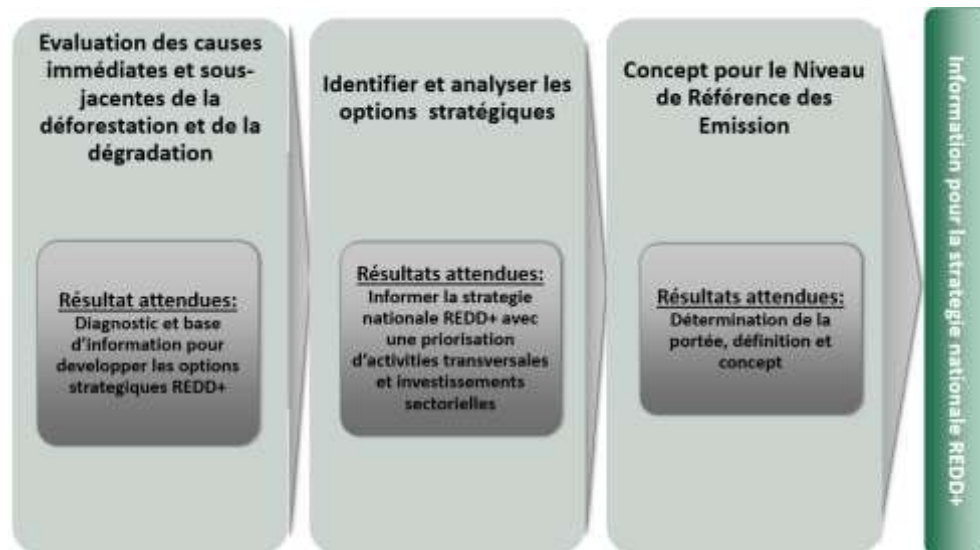 Evaluation des causes
immédiates et sous-
jacentes de la
déforestation et de la
dégradation
Résultat attendues:
Diagnostic et base
d'information pour
developper les options
strategiques REDD+
Identifier et analyser les
options stratégiques
Résultats attendues:
Informer la strategie
nationale REDD+ avec
une priorisation
d'activités transversales
et investissements
sectorielles
Concept pour le Niveau
de Référence des
Emission
Résultats attendues:
Détermination de la
portée, définition et
concept
Information pour la strategie nationale REDD+